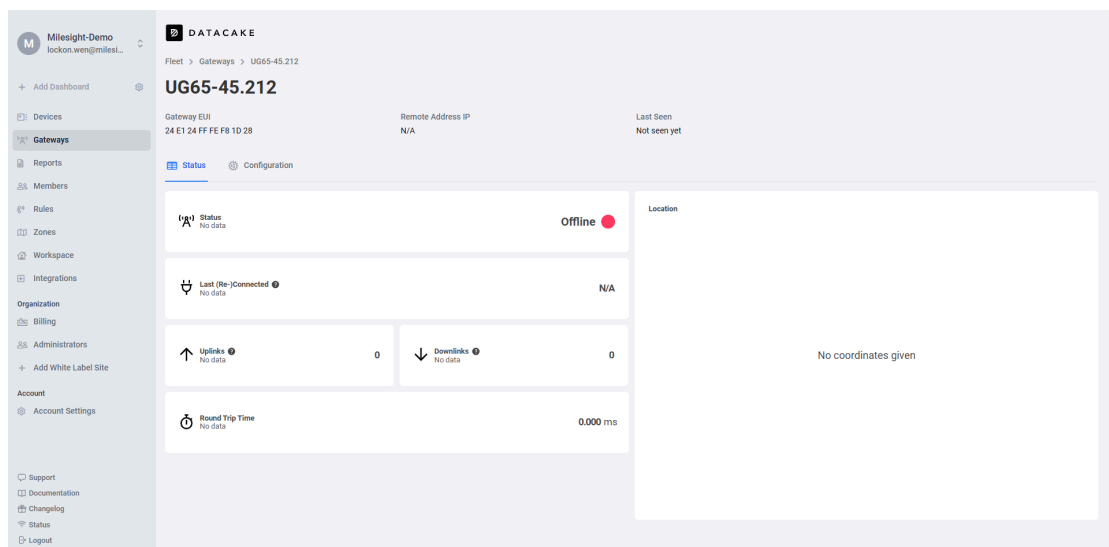 M
Milesight-Demo
lockon.wen@milesi...
+ Add Dashboard
Devices
Gateways
Reports
Members
Rules
Zones
Workspace
Integrations
Organization
Billing
Administrators
+ Add White Label Site
Account
Account Settings
Support
Documentation
Changelog
Status
Logout
DATACAKE
Fleet > Gateways > UG65-45.212
UG65-45.212
Gateway EUI
24 E1 24 FF FE F8 1D 28
Remote Address IP
N/A
Last Seen
Not seen yet
Status
Configuration
Status
No data
Offline
Last (Re-)Connected
No data
N/A
Uplinks
No data
0
Downlinks
No data
0
Round Trip Time
No data
0.000 ms
Location
No coordinates given